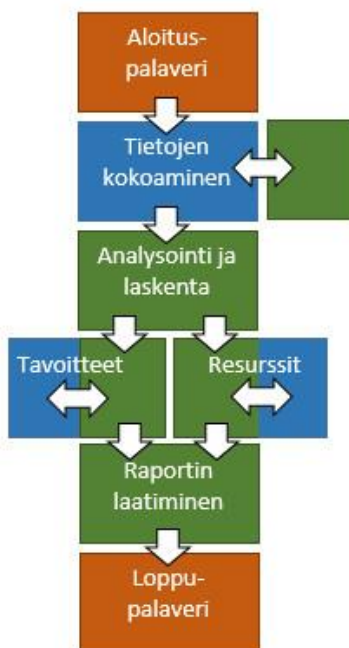 Aloitus-
palaveri
Tietojen
kokoaminen
Analysointi ja
laskenta
Tavoitteet
Resurssit
Raportin
laatiminen
Loppu-
palaveri